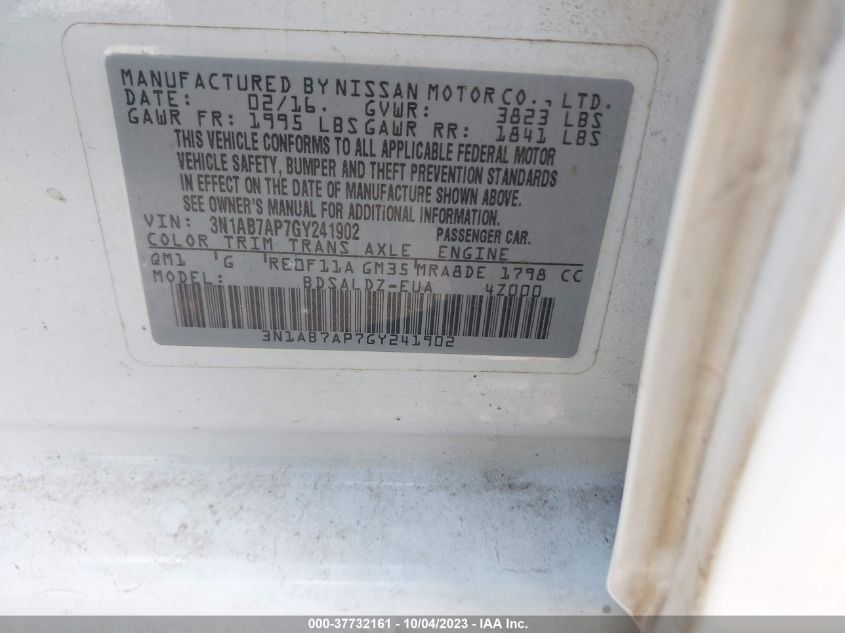 MANUFACTURED BY NISSAN MOTOR CO., LTD.
DATE: 02/16. GVWR: 3823 LBS
GAWR FR: 1995 LBS GAWR RR: 1841 LBS
THIS VEHICLE CONFORMS TO ALL APPLICABLE FEDERAL MOTOR
VEHICLE SAFETY, BUMPER AND THEFT PREVENTION STANDARDS
IN EFFECT ON THE DATE OF MANUFACTURE SHOWN ABOVE.
SEE OWNER'S MANUAL FOR ADDITIONAL INFORMATION.
VIN: 3N1AB7AP7GY241902 PASSENGER CAR.
COLOR TRIM TRANS AXLE ENGINE
QM1 'G 'RE0F11A GM35'MRA8DE 1798 CC
MODEL: BDSALDZ-EUA 4Z000
3N1AB7AP7GY241902
000-37732161 - 10/04/2023 - IAA Inc.